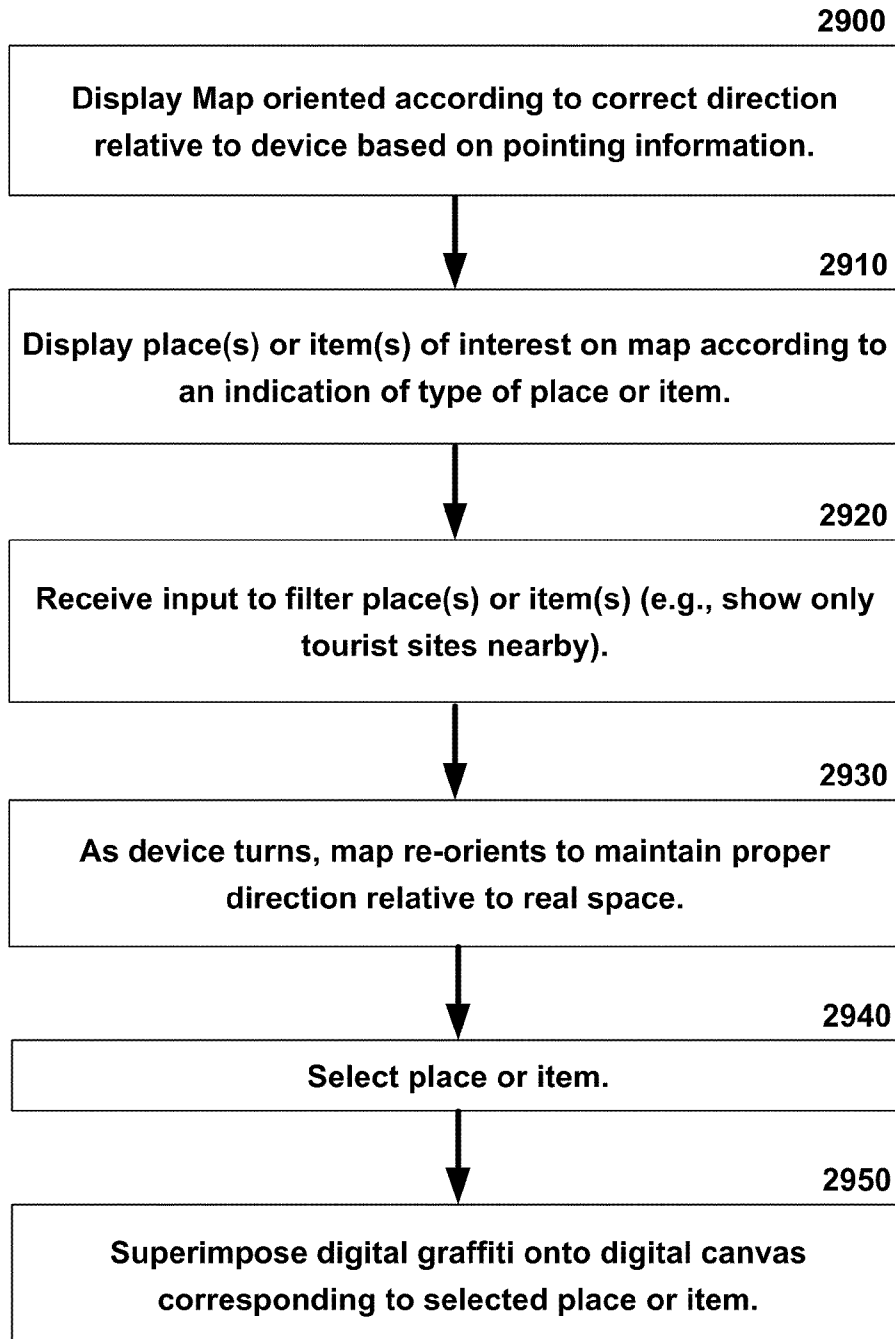 2900
Display Map oriented according to correct direction
relative to device based on pointing information.
2910
Display place(s) or item(s) of interest on map according to
an indication of type of place or item.
2920
Receive input to filter place(s) or item(s) (e.g., show only
tourist sites nearby).
2930
As device turns, map re-orients to maintain proper
direction relative to real space.
2940
Select place or item.
2950
Superimpose digital graffiti onto digital canvas
corresponding to selected place or item.